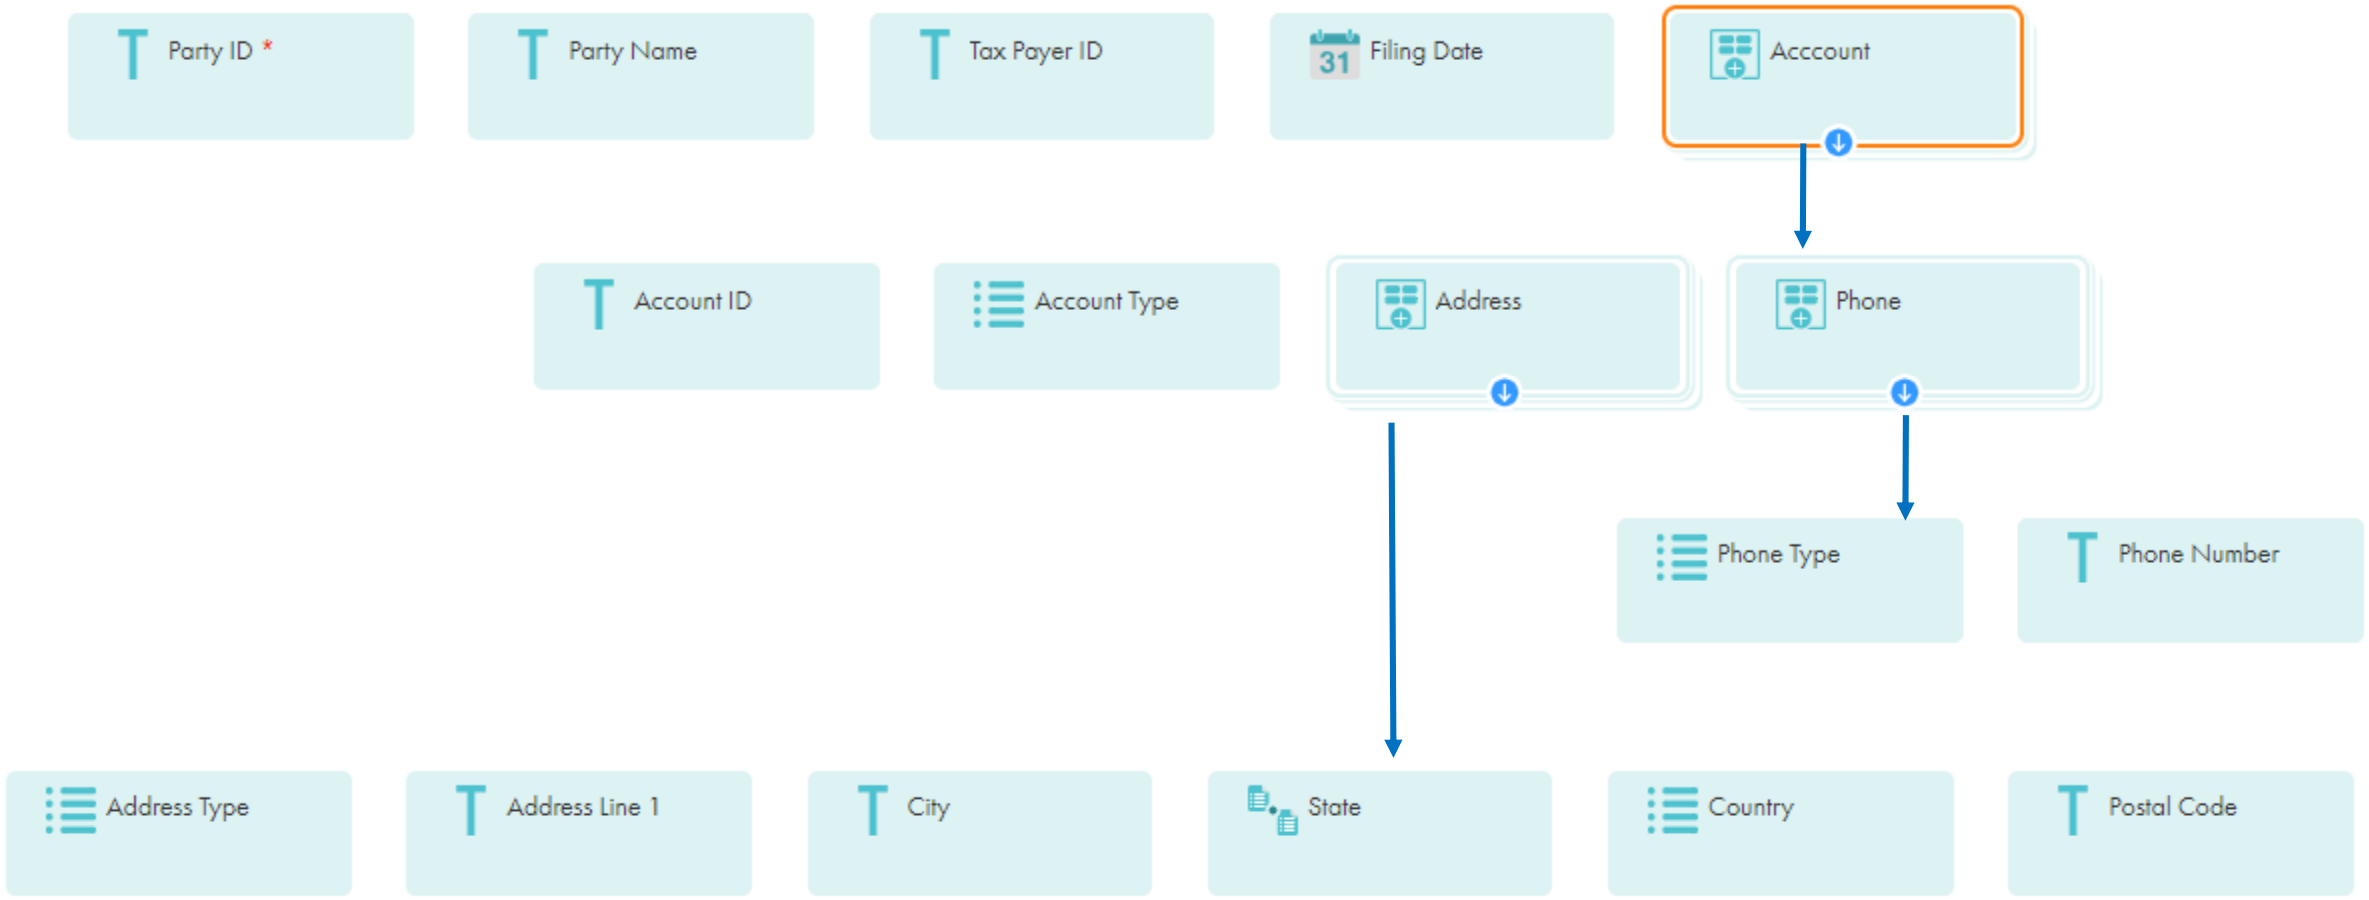 Party ID *
Party Name
Tax Payer ID
31
Filing Date
Acccount
Account ID
Account Type
Address
Phone
Phone Type
Phone Number
Address Type
Address Line 1
City
State
Country
Postal Code